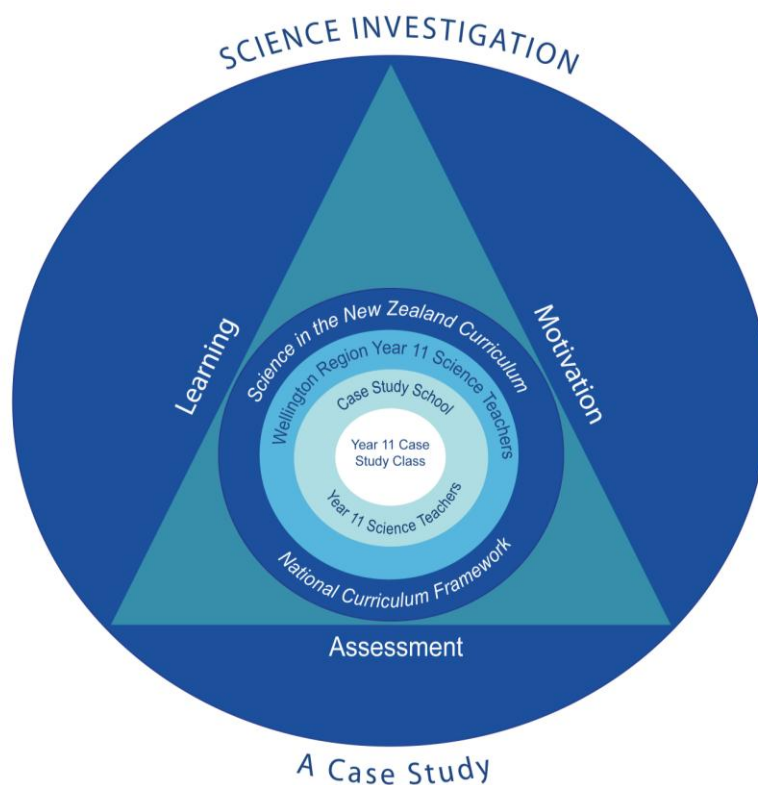 SCIENCE INVESTIGATION
Learning
Motivation
Science in the New Zealand Curriculum
Wellington Region Year 11 Science Teachers
Case Study School
Year 11 Case
Study Class
Year 11 Science Teachers
National Curriculum Framework
Assessment
A Case Study